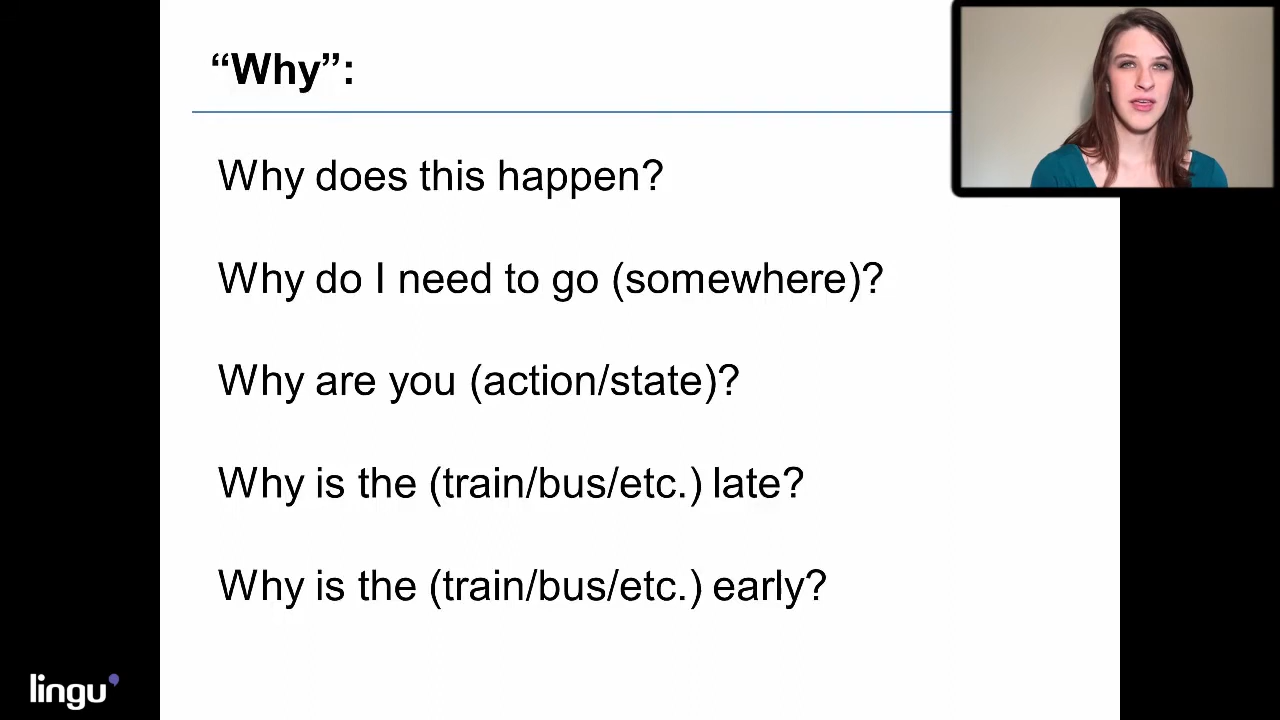 “Why”:
Why does this happen?
Why do I need to go (somewhere)?
Why are you (action/state)?
Why is the (train/bus/etc.) late?
Why is the (train/bus/etc.) early?
lingu